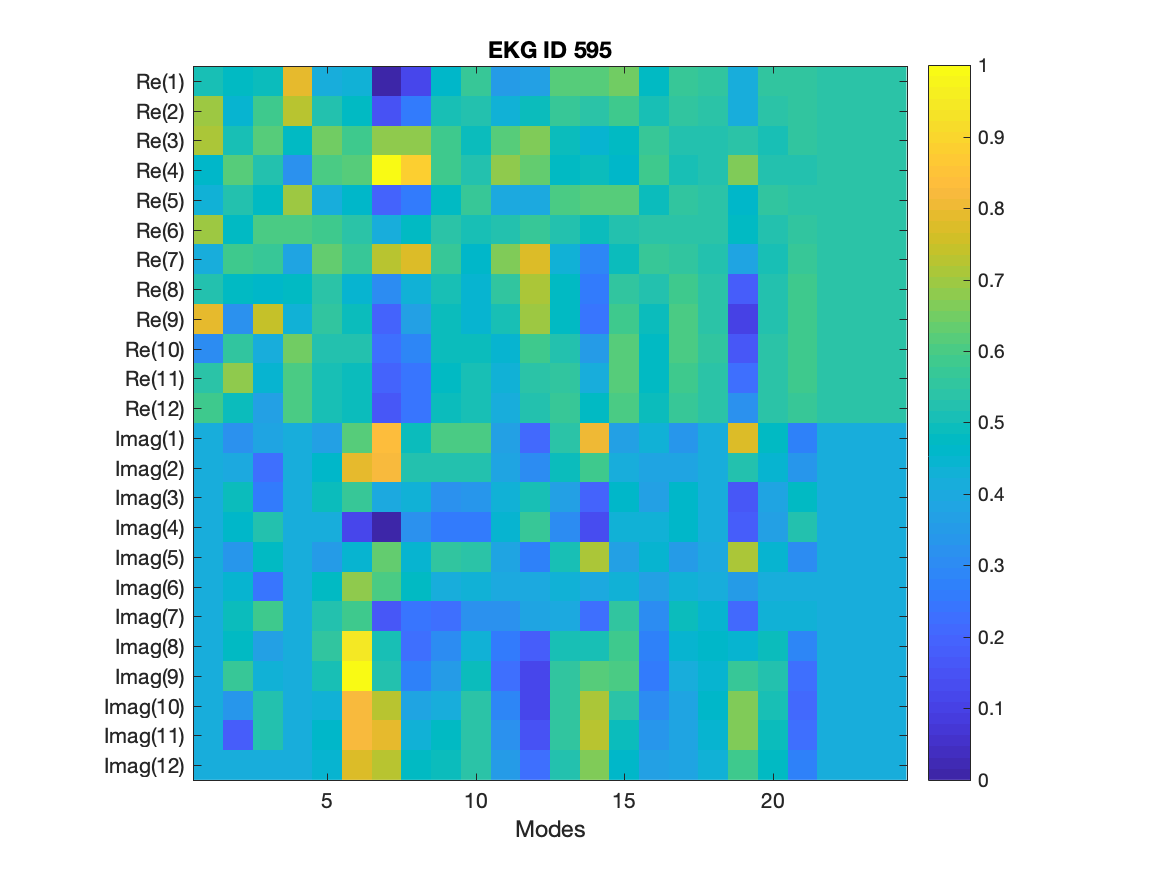 EKG ID 595
Re(1)
Re(2)
Re(3)
Re(4)
Re(5)
Re(6)
Re(7)
Re(8)
Re(9)
Re(10)
Re(11)
Re(12)
Imag(1)
Imag(2)
Imag(3)
Imag(4)
Imag(5)
Imag(6)
Imag(7)
Imag(8)
Imag(9)
Imag(10)
Imag(11)
Imag(12)
5 10 15 20
Modes
1
0.9
0.8
0.7
0.6
0.5
0.4
0.3
0.2
0.1
0